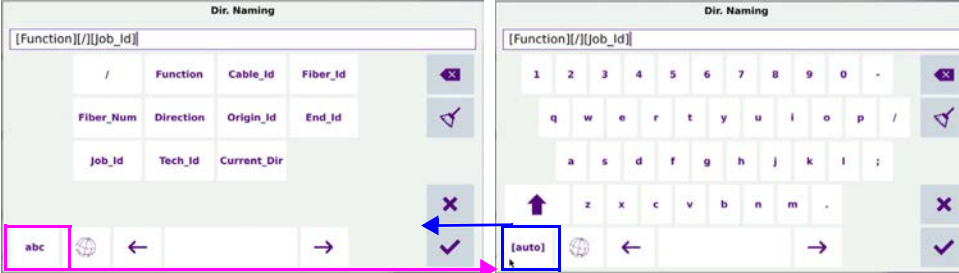 Dir. Naming
[Function][/][Job_Id]
/ Function Cable_Id Fiber_Id
Fiber_Num Direction Origin_Id End_Id
Job_Id Tech_Id Current_Dir
abc
Dir. Naming
[Function][/][Job_Id]
1 2 3 4 5 6 7 8 9 0 -
q w e r t y u i o p /
a s d f g h j k l ;
z x c v b n m .
[auto]